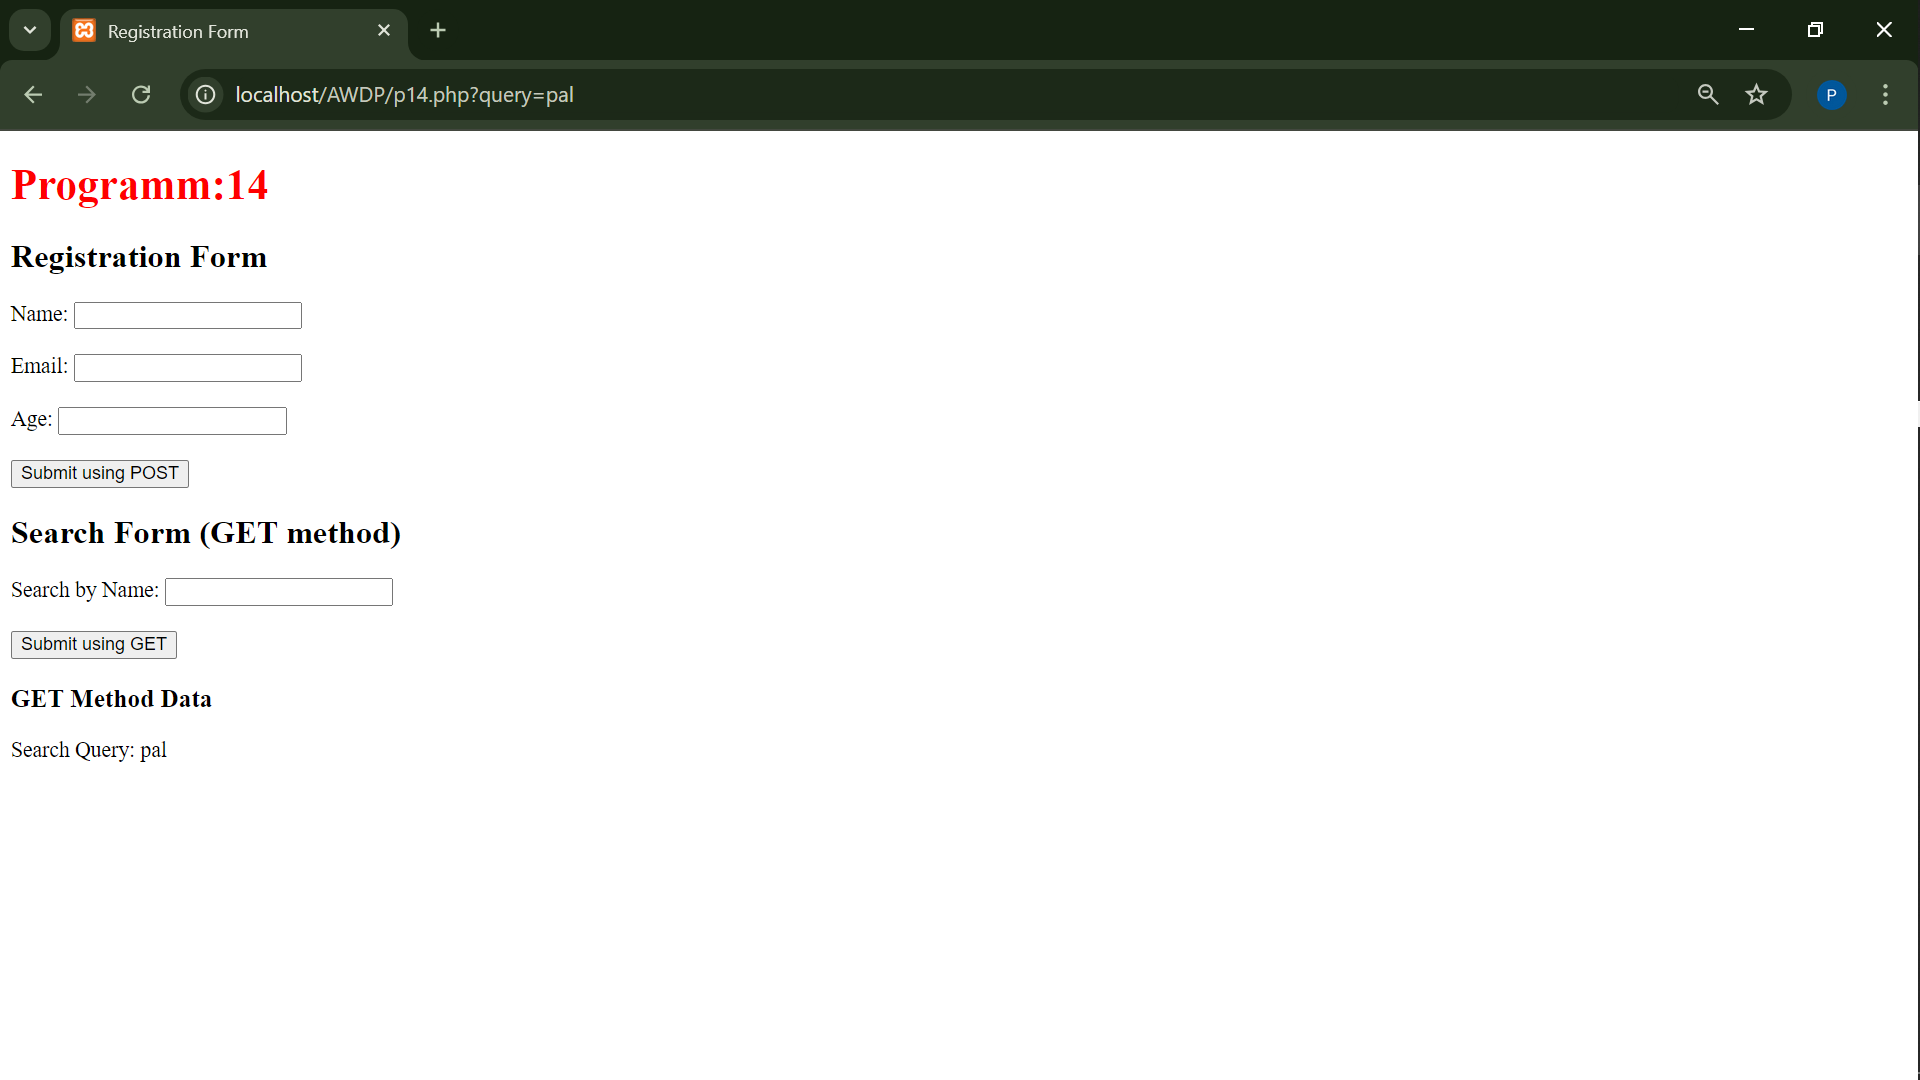 Registration Form
localhost/AWDP/p14.php?query=pal
P
Programm:14
Registration Form
Name:
Email:
Age:
Submit using POST
Search Form (GET method)
Search by Name:
Submit using GET
GET Method Data
Search Query: pal